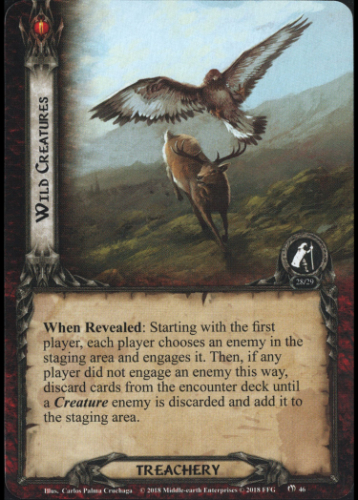 WILD CREATURES
28/29
When Revealed: Starting with the first
player, each player chooses an enemy in the
staging area and engages it. Then, if any
player did not engage an enemy this way,
discard cards from the encounter deck until
a Creature enemy is discarded and add it to
the staging area.
TREACHERY
Illus. Carlos Palma Cruchaga © 2018 Middle-earth Enterprises © 2018 FFG 46